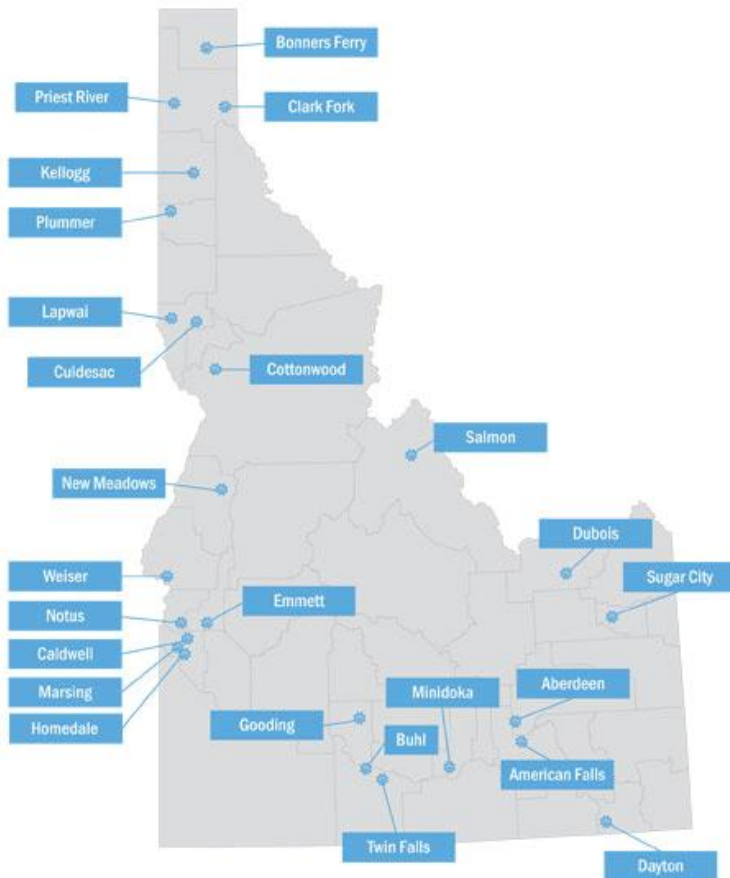 Bonners Ferry
Priest River
Clark Fork
Kellogg
Plummer
Lapwai
Culdesac
Cottonwood
Salmon
New Meadows
Dubois
Weiser
Sugar City
Notus
Emmett
Caldwell
Marsing
Minidoka
Aberdeen
Homedale
Gooding
Buhl
American Falls
Twin Falls
Dayton